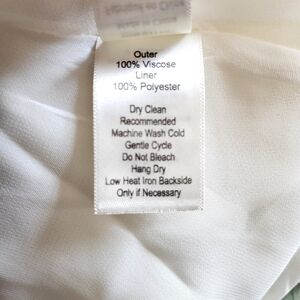 Outer
100% Viscose
Liner
100% Polyester
Dry Clean
Recommended
Machine Wash Cold
Gentle Cycle
Do Not Bleach
Hang Dry
Low Heat Iron Backside
Only if Necessary